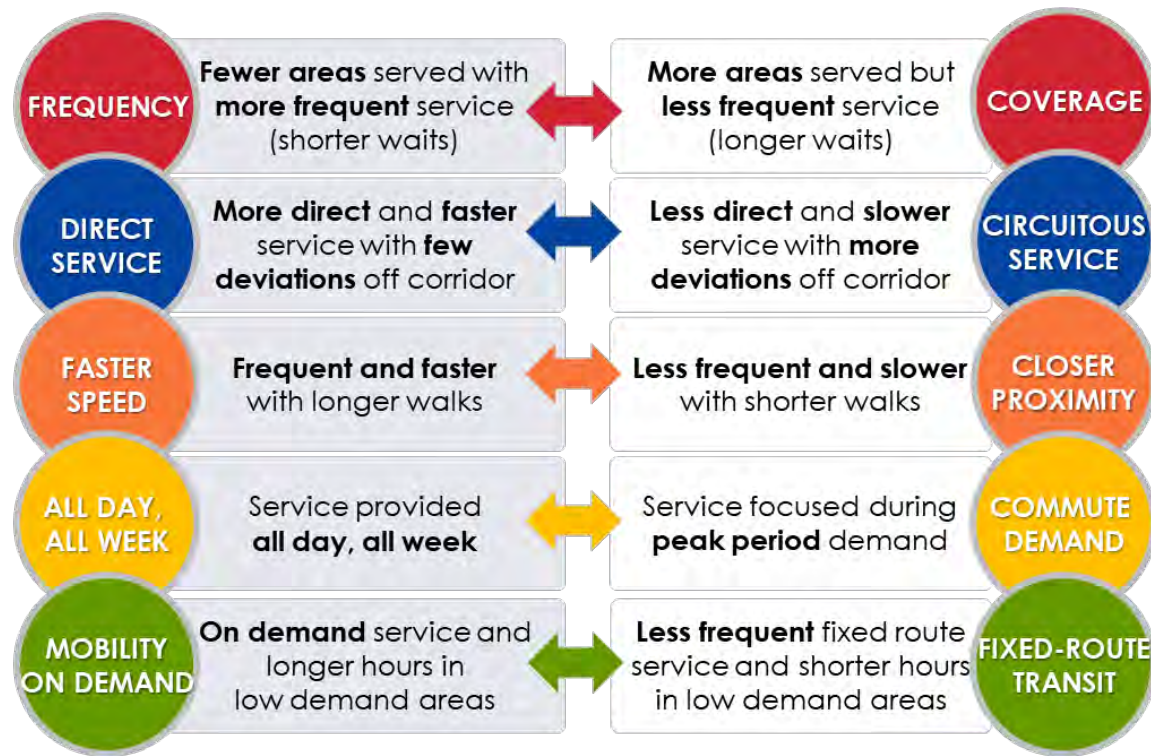 FREQUENCY
Fewer areas served with
more frequent service
(shorter waits)
More areas served but
less frequent service
(longer waits)
COVERAGE
DIRECT
SERVICE
More direct and faster
service with few
deviations off corridor
Less direct and slower
service with more
deviations off corridor
CIRCUITOUS
SERVICE
FASTER
SPEED
Frequent and faster
with longer walks
Less frequent and slower
with shorter walks
CLOSER
PROXIMITY
ALL DAY,
ALL WEEK
Service provided
all day, all week
Service focused during
peak period demand
COMMUTE
DEMAND
MOBILITY
ON DEMAND
On demand service and
longer hours in
low demand areas
Less frequent fixed route
service and shorter hours
in low demand areas
FIXED-ROUTE
TRANSIT